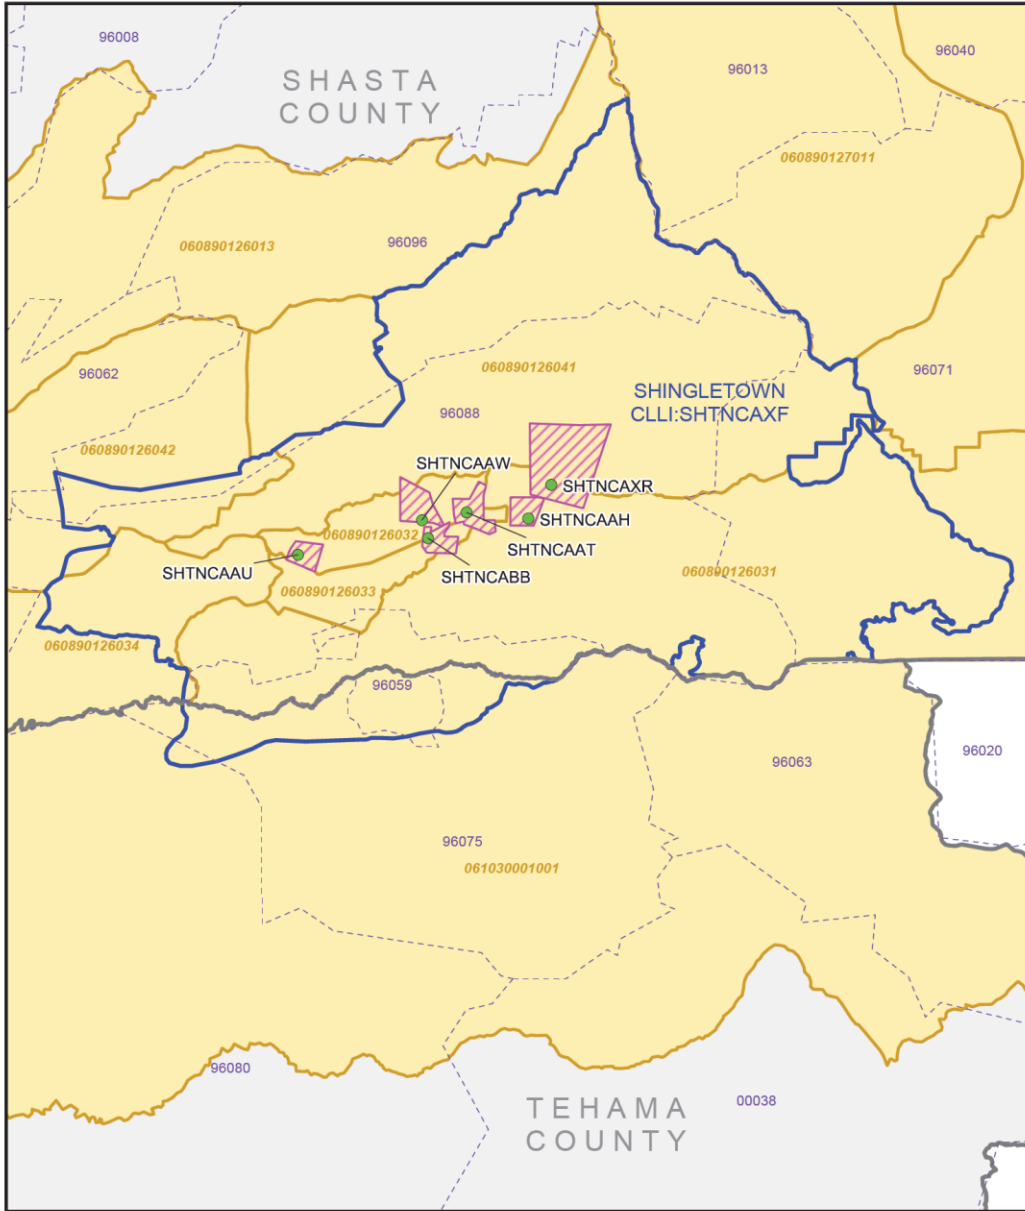 96008
SHASTA
COUNTY
96013
96040
060890127011
060890126013
96096
96062
060890126041
96071
SHINGLETOWN
CLLI:SHTNCAXF
96088
060890126042
SHTNCAAW
SHTNCAXR
SHTNCAAH
060890126032
SHTNCAAT
SHTNCAAU
SHTNCABB
060890126031
060890126033
060890126034
96059
96020
96063
96075
061030001001
96080
00038
TEHAMA
COUNTY